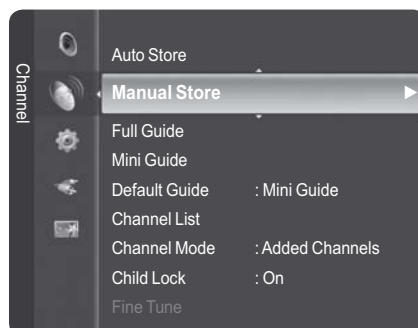 Channel
Auto Store
Manual Store
Full Guide
Mini Guide
Default Guide : Mini Guide
Channel List
Channel Mode : Added Channels
Child Lock : On
Fine Tune